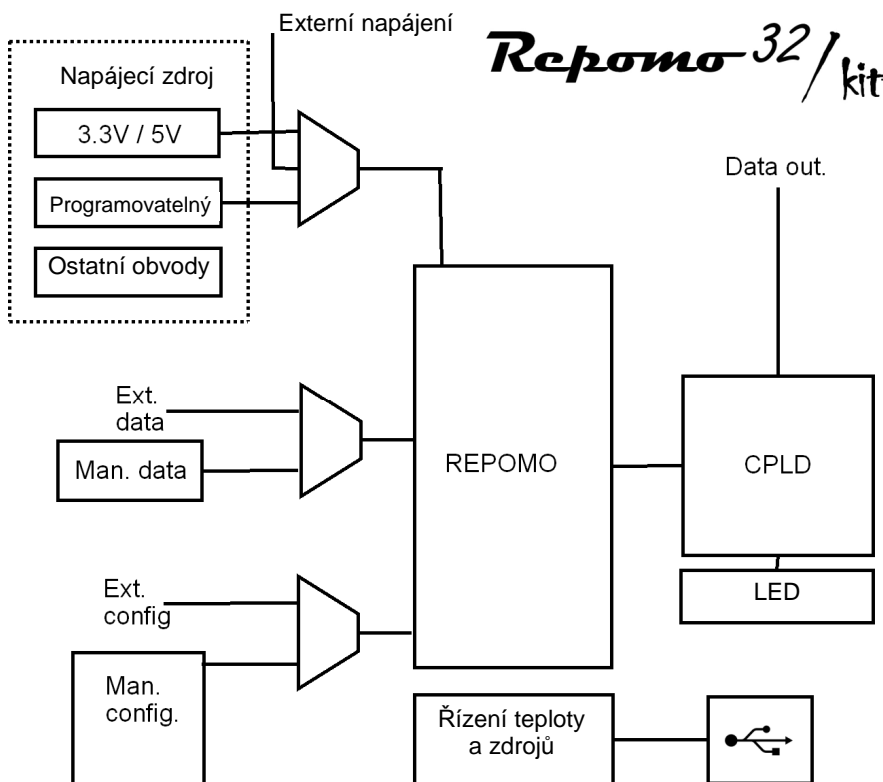 Externí napájení
Repomo 32/kit
Napájecí zdroj
3.3V / 5V
Programovatelný
Ostatní obvody
Data out.
Ext.
data
Man. data
REPOMO
CPLD
LED
Ext.
config
Man.
config.
Řízení teploty
a zdrojů